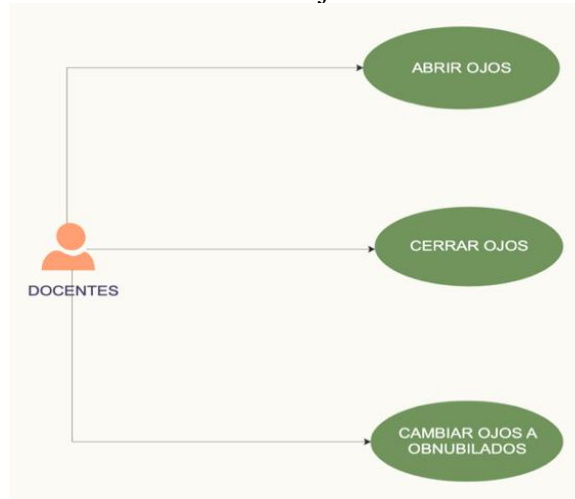 ABRIR OJOS
CERRAR OJOS
DOCENTES
CAMBIAR OJOS A
OBNUBILADOS